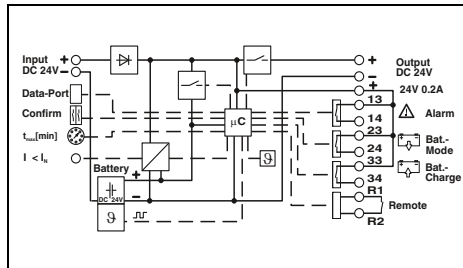 Input +
DC 24V −
Data-Port
Confirm
tmax[min]
I < IN
Battery
+
−
DC 24V
ϑ
µC
ϑ
+
−
+
Output
DC 24V
24V 0.2A
13
14
Alarm
23
24
Bat.-
Mode
33
34
Bat.-
Charge
R1
R2
Remote